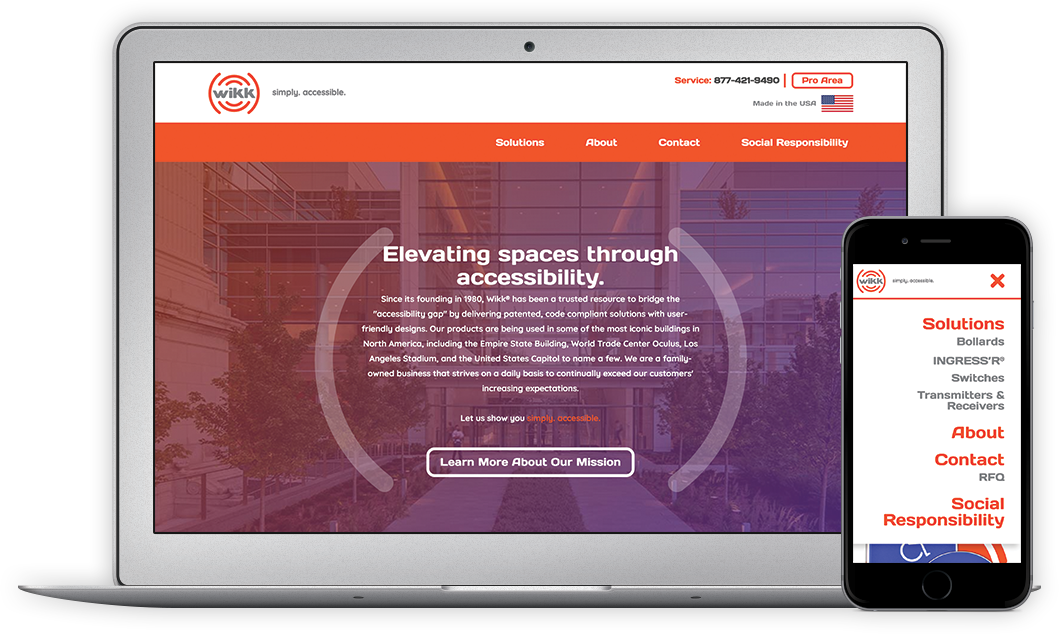 wikk
simply. accessible.
Service: 877-421-9490
Pro Area
Made in the USA
Solutions
About
Contact
Social Responsibility
Elevating spaces through
accessibility.
Since its founding in 1980, Wikk® has been a trusted resource to bridge the
"accessibility gap" by delivering patented, code compliant solutions with user-
friendly designs. Our products are being used in some of the most iconic buildings in
North America, including the Empire State Building, World Trade Center Oculus, Los
Angeles Stadium, and the United States Capitol to name a few. We are a family-
owned business that strives on a daily basis to continually exceed our customers'
increasing expectations.
Let us show you simply. accessible.
Learn More About Our Mission
wikk
simply. accessible.
Solutions
Bollards
INGRESS'R®
Switches
Transmitters &
Receivers
About
Contact
RFQ
Social
Responsibility